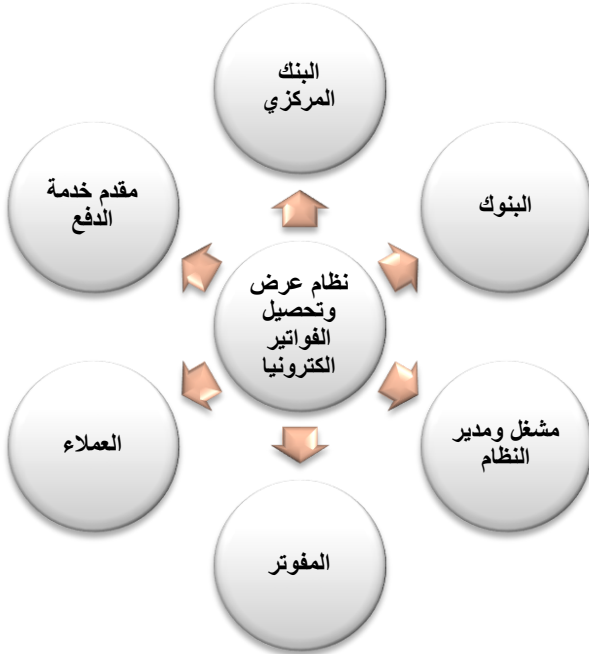 البنك
المركزي
مقدم خدمة
الدفع
البنوك
نظام عرض
وتحصيل
الفواتير
الكترونيا
العملاء
مشغل ومدير
النظام
المفوتر